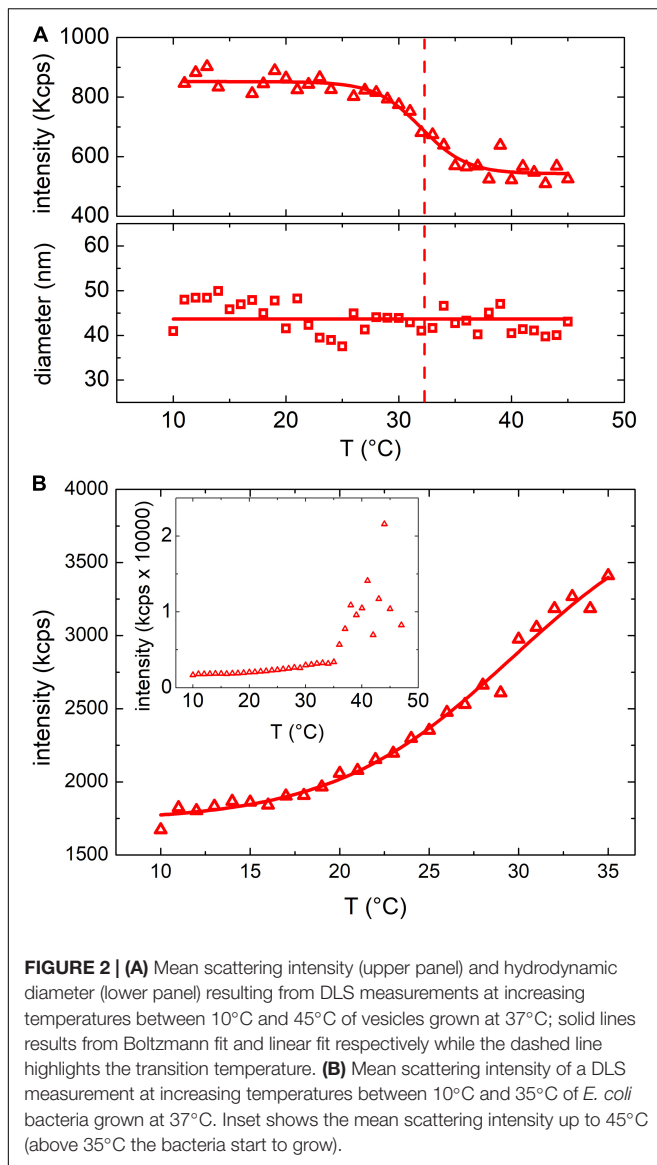 A
1000
800
600
400
intensity (Kcps)
60
50
40
30
diameter (nm)
10 20 30 40 50
T (°C)
B
4000
3500
3000
2500
2000
1500
intensity (kcps)
2
1
0
intensity (kcps x 10000)
10 20 30 40 50
T (°C)
10 15 20 25 30 35
T (°C)
FIGURE 2 | (A) Mean scattering intensity (upper panel) and hydrodynamic
diameter (lower panel) resulting from DLS measurements at increasing
temperatures between 10°C and 45°C of vesicles grown at 37°C; solid lines
results from Boltzmann fit and linear fit respectively while the dashed line
highlights the transition temperature. (B) Mean scattering intensity of a DLS
measurement at increasing temperatures between 10°C and 35°C of E. coli
bacteria grown at 37°C. Inset shows the mean scattering intensity up to 45°C
(above 35°C the bacteria start to grow).